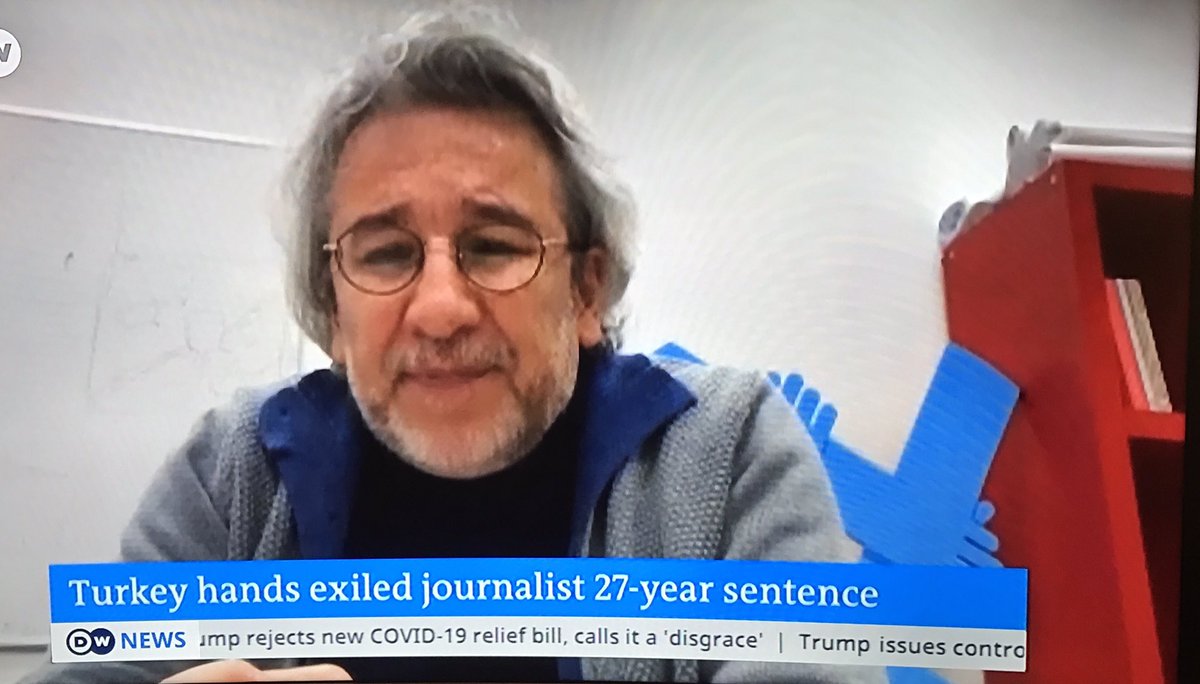 W
Turkey hands exiled journalist 27-year sentence
DW NEWS ump rejects new COVID-19 relief bill, calls it a 'disgrace' | Trump issues contro